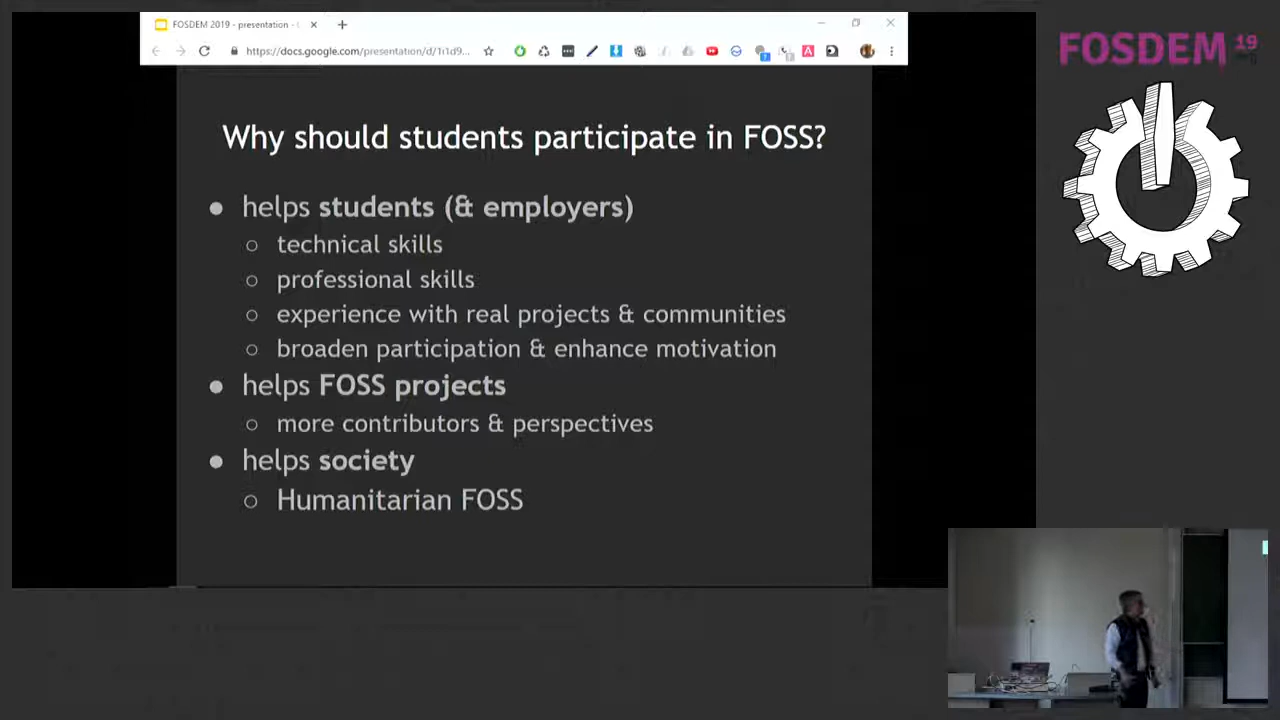 FOSDEM 2019 - presentation -
https://docs.google.com/presentation/d/1i1d9...
FOSDEM 19
Why should students participate in FOSS?
● helps students (& employers)
○ technical skills
○ professional skills
○ experience with real projects & communities
○ broaden participation & enhance motivation
● helps FOSS projects
○ more contributors & perspectives
● helps society
○ Humanitarian FOSS